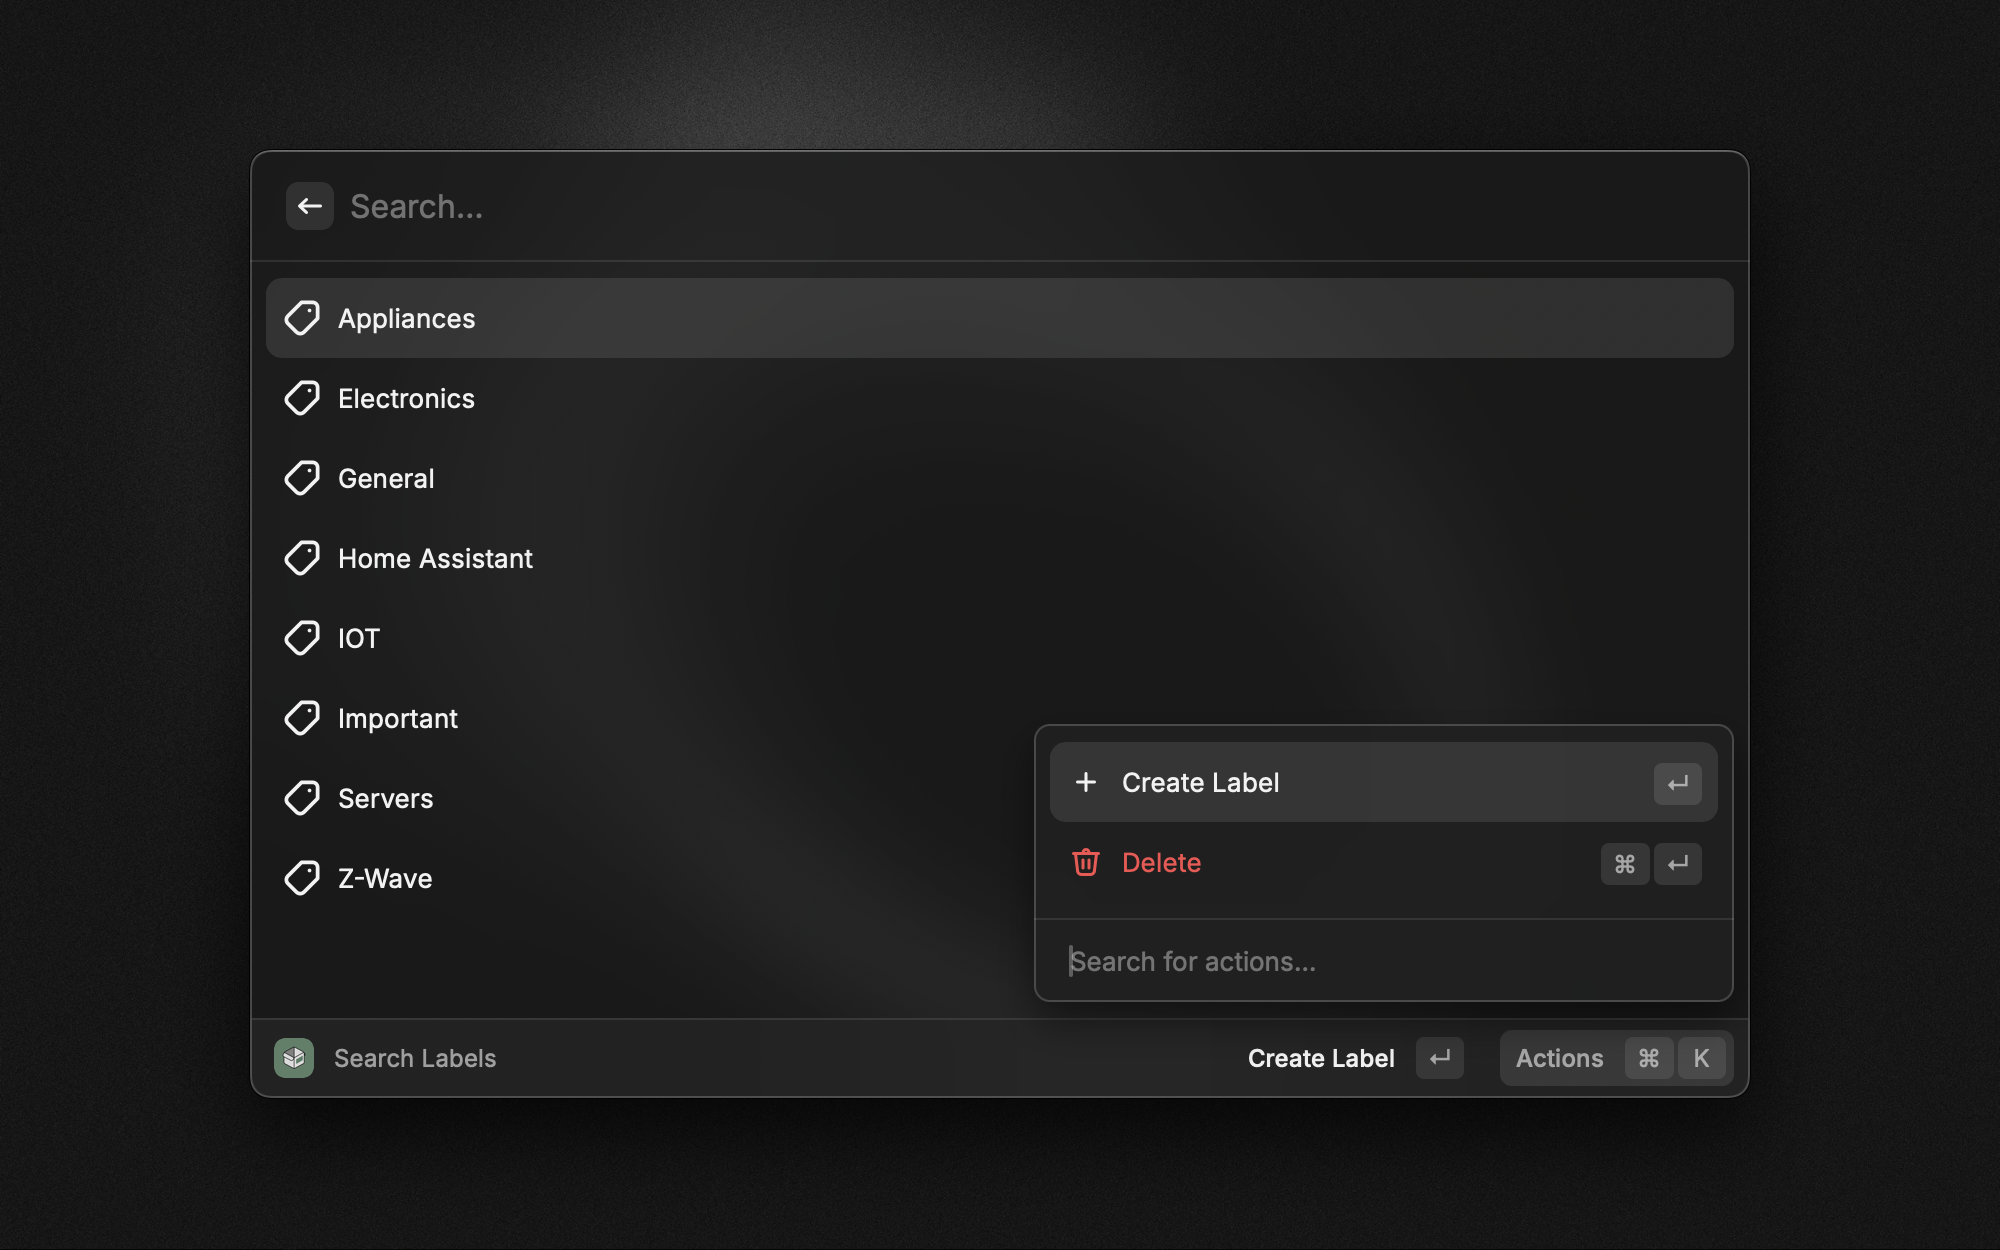 Search...
Appliances
Electronics
General
Home Assistant
IOT
Important
Servers
Z-Wave
Create Label ↵
Delete ⌘ ↵
Search for actions...
Search Labels
Create Label ↵
Actions ⌘ K